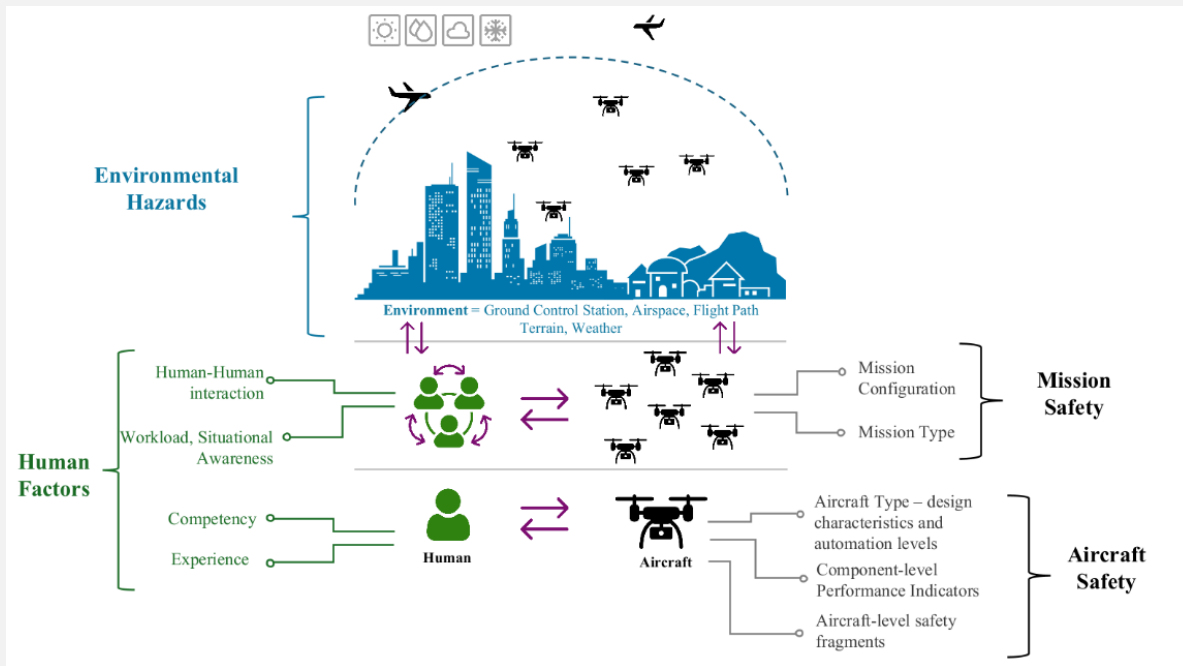 Environmental
Hazards
Environment = Ground Control Station, Airspace, Flight Path
Terrain, Weather
Human-Human
interaction
Workload, Situational
Awareness
Human
Factors
Competency
Experience
Human
Aircraft
Mission
Configuration
Mission Type
Mission
Safety
Aircraft Type – design
characteristics and
automation levels
Component-level
Performance Indicators
Aircraft-level safety
fragments
Aircraft
Safety